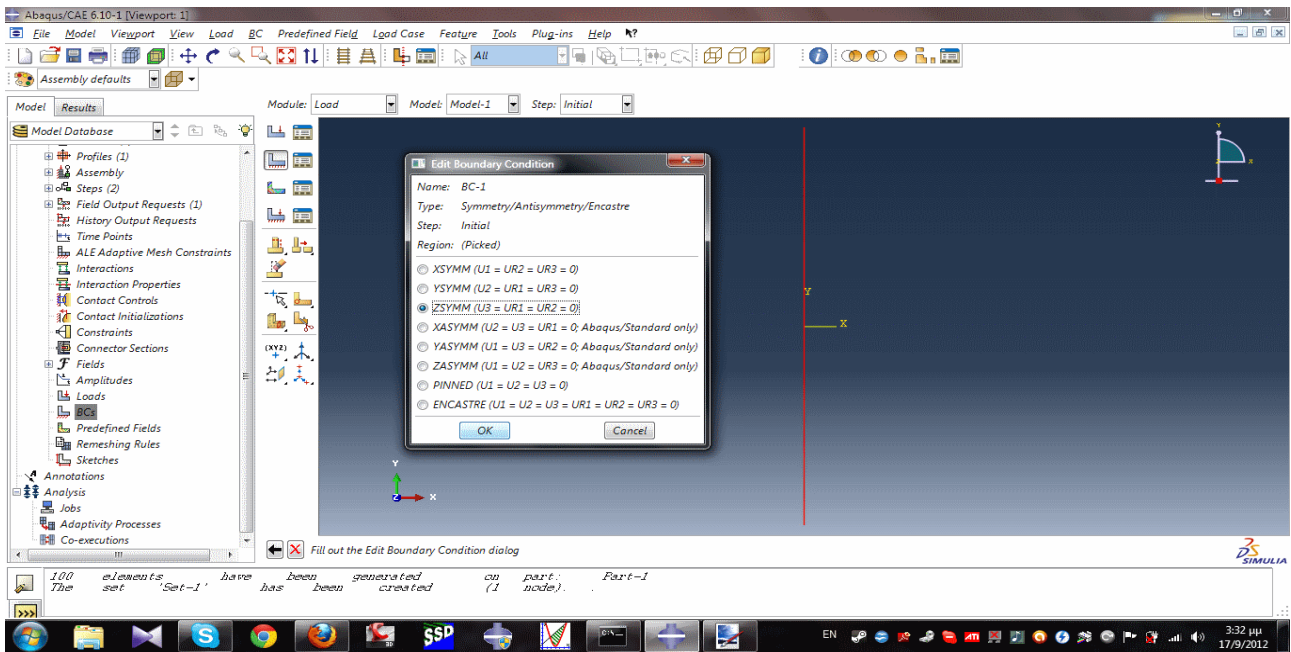 Abaqus/CAE 6.10-1 [Viewport: 1]
File Model Viewport View Load BC Predefined Field Load Case Feature Tools Plug-ins Help
All
Assembly defaults
Model Results
Module: Load Model: Model-1 Step: Initial
Model Database
Profiles (1)
Assembly
Steps (2)
Field Output Requests (1)
History Output Requests
Time Points
ALE Adaptive Mesh Constraints
Interactions
Interaction Properties
Contact Controls
Contact Initializations
Constraints
Connector Sections
Fields
Amplitudes
Loads
BCs
Predefined Fields
Remeshing Rules
Sketches
Annotations
Analysis
Jobs
Adaptivity Processes
Co-executions
(XYZ)
Edit Boundary Condition
Name: BC-1
Type: Symmetry/Antisymmetry/Encastre
Step: Initial
Region: (Picked)
XSYMM (U1 = UR2 = UR3 = 0)
YSYMM (U2 = UR1 = UR3 = 0)
ZSYMM (U3 = UR1 = UR2 = 0)
XASYMM (U2 = U3 = UR1 = 0; Abaqus/Standard only)
YASYMM (U1 = U3 = UR2 = 0; Abaqus/Standard only)
ZASYMM (U1 = U2 = UR3 = 0; Abaqus/Standard only)
PINNED (U1 = U2 = U3 = 0)
ENCASTRE (U1 = U2 = U3 = UR1 = UR2 = UR3 = 0)
OK Cancel
Y
X
Y
Z X
Fill out the Edit Boundary Condition dialog
SIMULIA
100 elements have been generated on part: Part-1
The set 'Set-1' has been created (1 node).
>>>
SSD
EN
3:32 μμ
17/9/2012